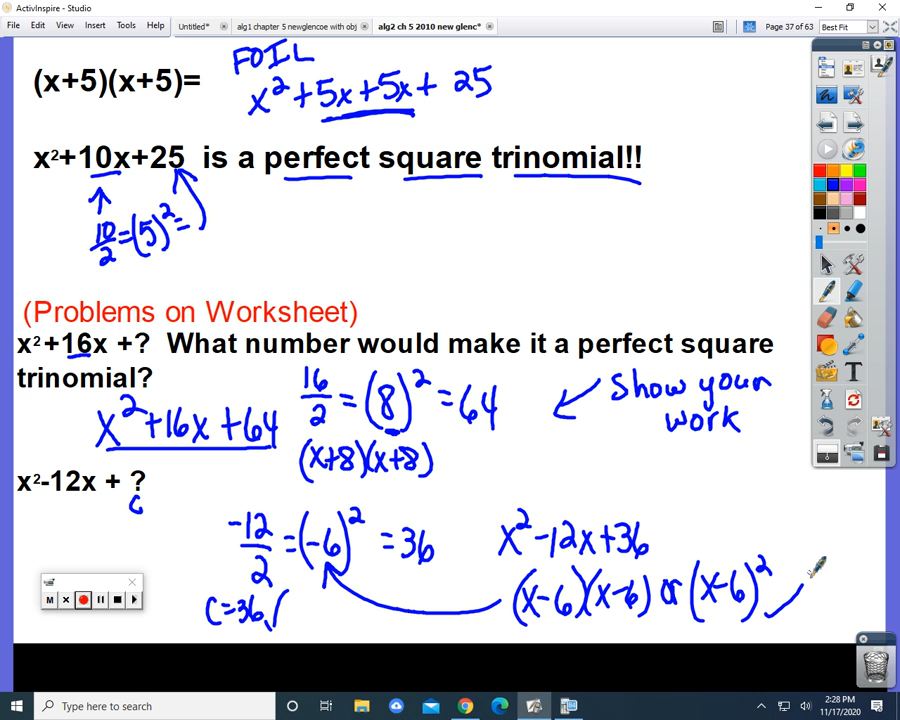 ActivInspire - Studio
File Edit View Insert Tools Help
Untitled*
alg1 chapter 5 newglencoe with obj
alg2 ch 5 2010 new glenc*
Page 37 of 63
Best Fit
FOIL
(x+5)(x+5)= x² + 5x + 5x + 25
x²+10x+25 is a perfect square trinomial!!
10/2 = (5)² =
(Problems on Worksheet)
x²+16x +? What number would make it a perfect square
trinomial?
16/2 = (8)² = 64
Show your
work
x²+16x+64
(x+8)(x+8)
x²-12x + ?
c
-12/2 = (-6)² = 36
x²-12x+36
(x-6)(x-6) or (x-6)²
c=36
M
T
Type here to search
2:28 PM
11/17/2020